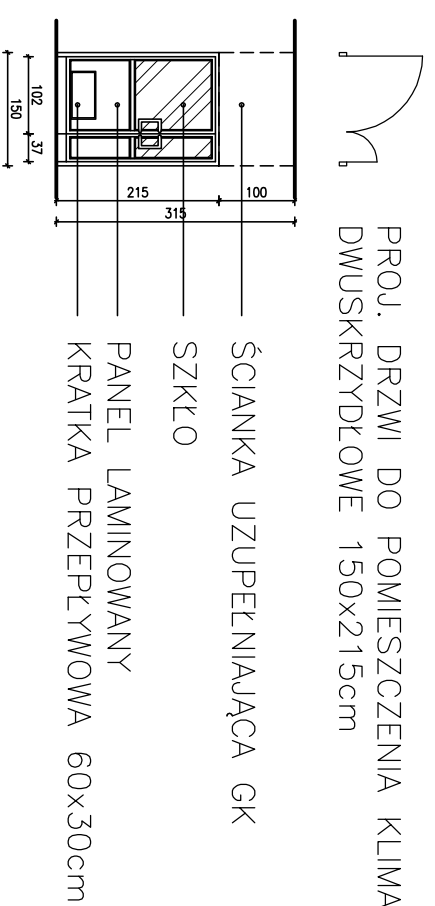 PROJ. DRZWI DO POMIESZCZENIA KLIMA
DWUSKRZYDŁOWE 150x215cm
ŚCIANKA UZUPEŁNIAJĄCA GK
SZKŁO
PANEL LAMINOWANY
KRATKA PRZEPŁYWOWA 60x30cm
100
215
315
102
37
150